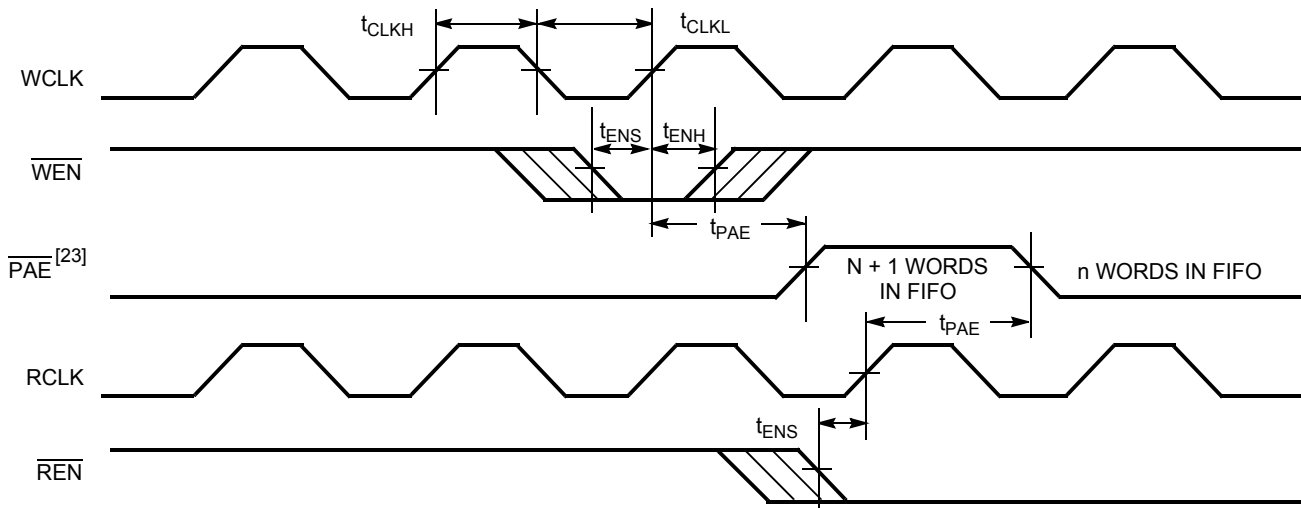 tCLKH
tCLKL
WCLK
tENS
tENH
WEN
tPAE
PAE [23]
N + 1 WORDS
IN FIFO
n WORDS IN FIFO
tPAE
RCLK
tENS
REN